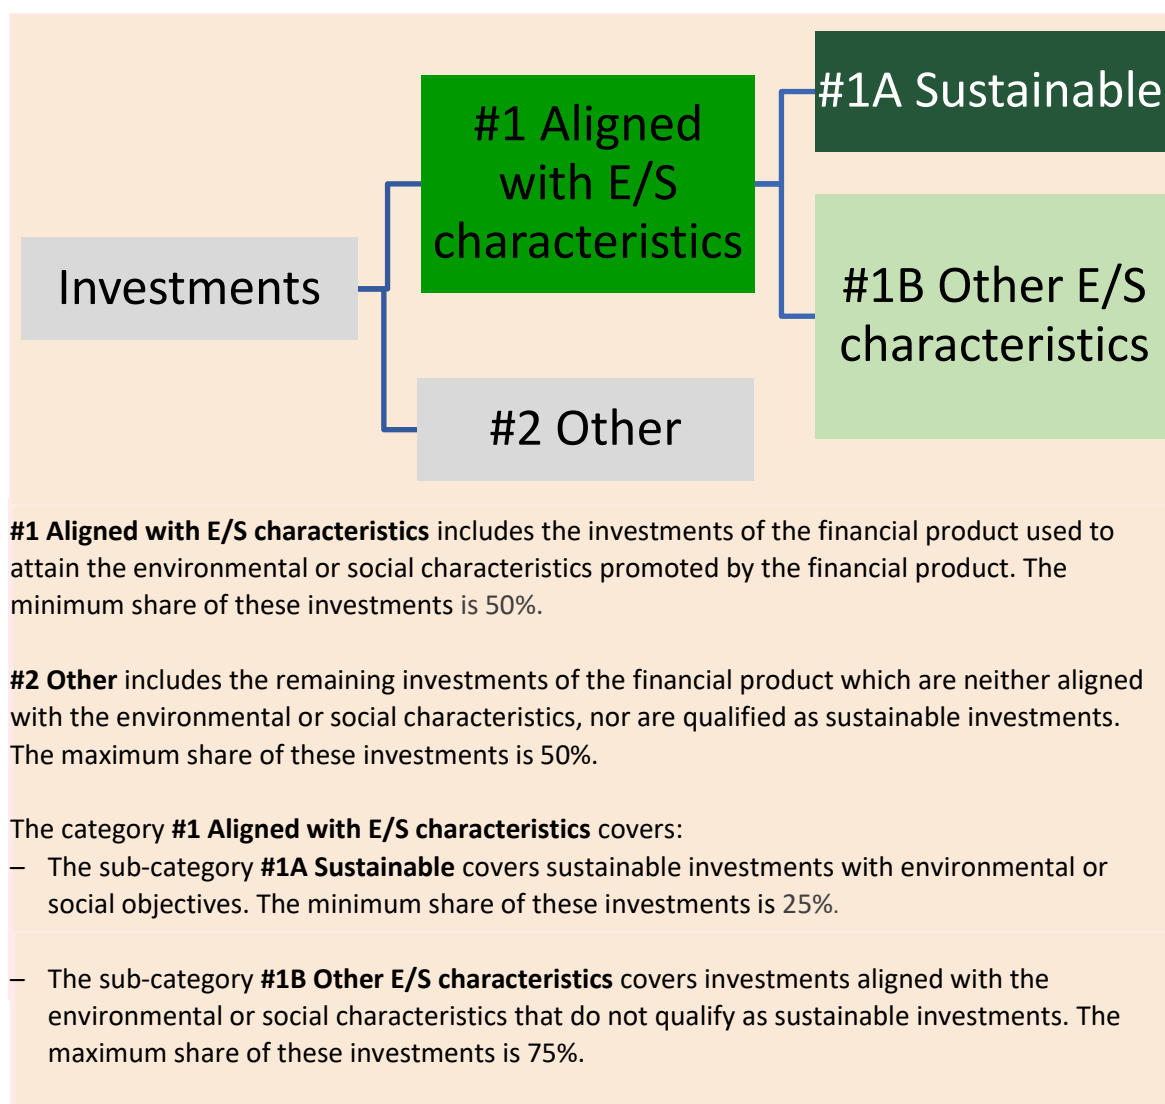 #1A Sustainable
#1 Aligned
with E/S
characteristics
Investments
#1B Other E/S
characteristics
#2 Other
#1 Aligned with E/S characteristics includes the investments of the financial product used to
attain the environmental or social characteristics promoted by the financial product. The
minimum share of these investments is 50%.
#2 Other includes the remaining investments of the financial product which are neither aligned
with the environmental or social characteristics, nor are qualified as sustainable investments.
The maximum share of these investments is 50%.
The category #1 Aligned with E/S characteristics covers:
– The sub-category #1A Sustainable covers sustainable investments with environmental or
social objectives. The minimum share of these investments is 25%.
– The sub-category #1B Other E/S characteristics covers investments aligned with the
environmental or social characteristics that do not qualify as sustainable investments. The
maximum share of these investments is 75%.